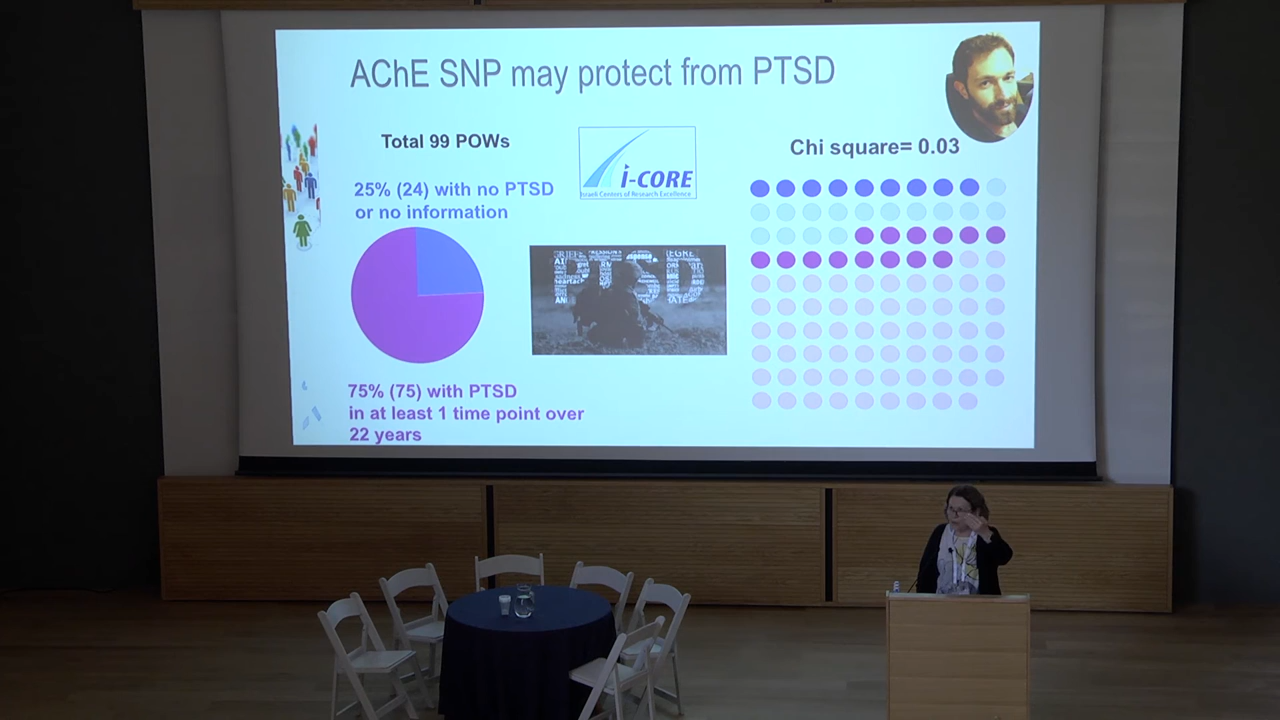 AChE SNP may protect from PTSD
Total 99 POWs
25% (24) with no PTSD
or no information
i-CORE
Israeli Centers of Research Excellence
PTSD
Chi square= 0.03
75% (75) with PTSD
in at least 1 time point over
22 years